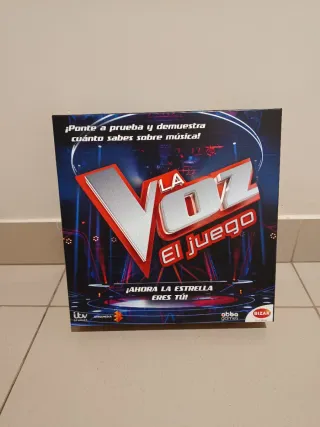 ¡Ponte a prueba y demuestra
cuánto sabes sobre música!
LA
VOZ
El juego
¡AHORA LA ESTRELLA
ERES TÚ!
itv
abba
games
BIZAK